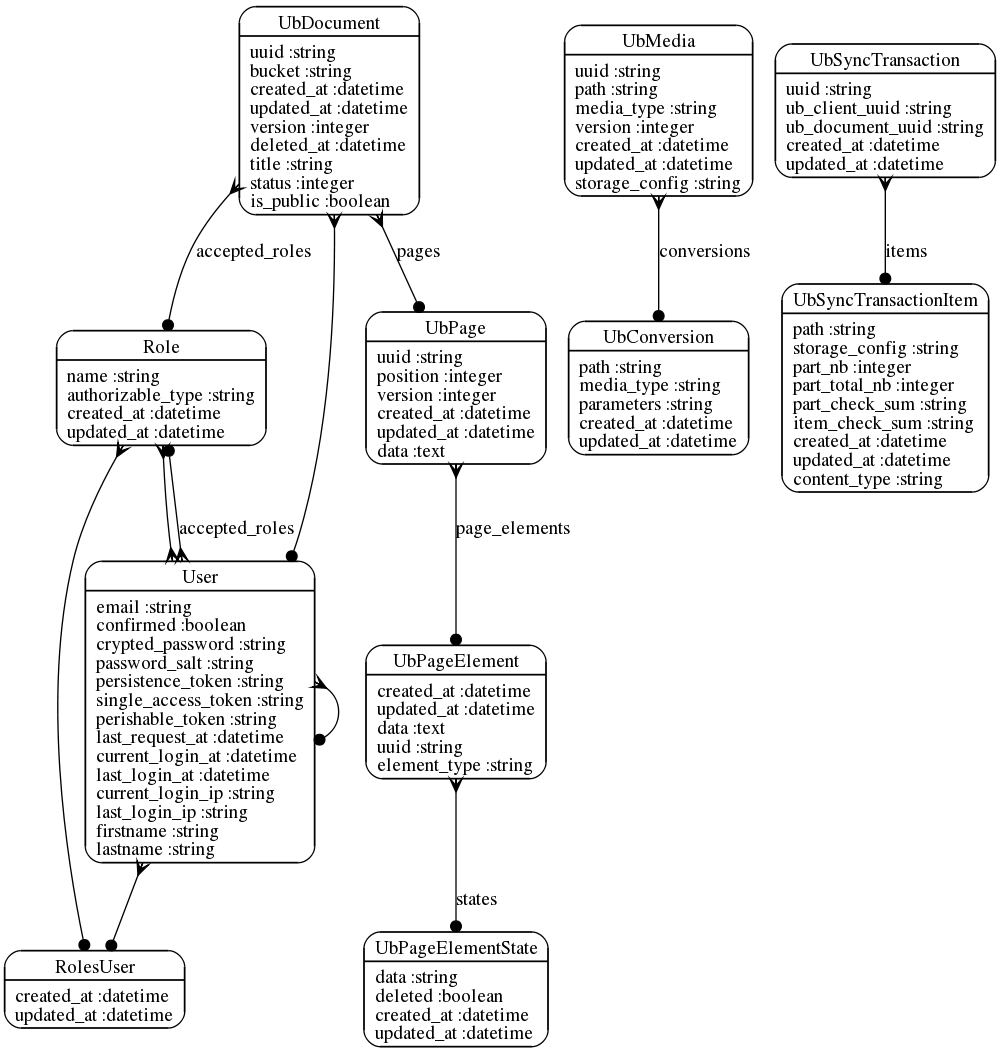 UbDocument
uuid :string
bucket :string
created_at :datetime
updated_at :datetime
version :integer
deleted_at :datetime
title :string
status :integer
is_public :boolean
UbMedia
uuid :string
path :string
media_type :string
version :integer
created_at :datetime
updated_at :datetime
storage_config :string
UbSyncTransaction
uuid :string
ub_client_uuid :string
ub_document_uuid :string
created_at :datetime
updated_at :datetime
accepted_roles
pages
conversions
items
Role
name :string
authorizable_type :string
created_at :datetime
updated_at :datetime
UbPage
uuid :string
position :integer
version :integer
created_at :datetime
updated_at :datetime
data :text
UbConversion
path :string
media_type :string
parameters :string
created_at :datetime
updated_at :datetime
UbSyncTransactionItem
path :string
storage_config :string
part_nb :integer
part_total_nb :integer
part_check_sum :string
item_check_sum :string
created_at :datetime
updated_at :datetime
content_type :string
accepted_roles
page_elements
User
email :string
confirmed :boolean
crypted_password :string
password_salt :string
persistence_token :string
single_access_token :string
perishable_token :string
last_request_at :datetime
current_login_at :datetime
last_login_at :datetime
current_login_ip :string
last_login_ip :string
firstname :string
lastname :string
UbPageElement
created_at :datetime
updated_at :datetime
data :text
uuid :string
element_type :string
states
RolesUser
created_at :datetime
updated_at :datetime
UbPageElementState
data :string
deleted :boolean
created_at :datetime
updated_at :datetime